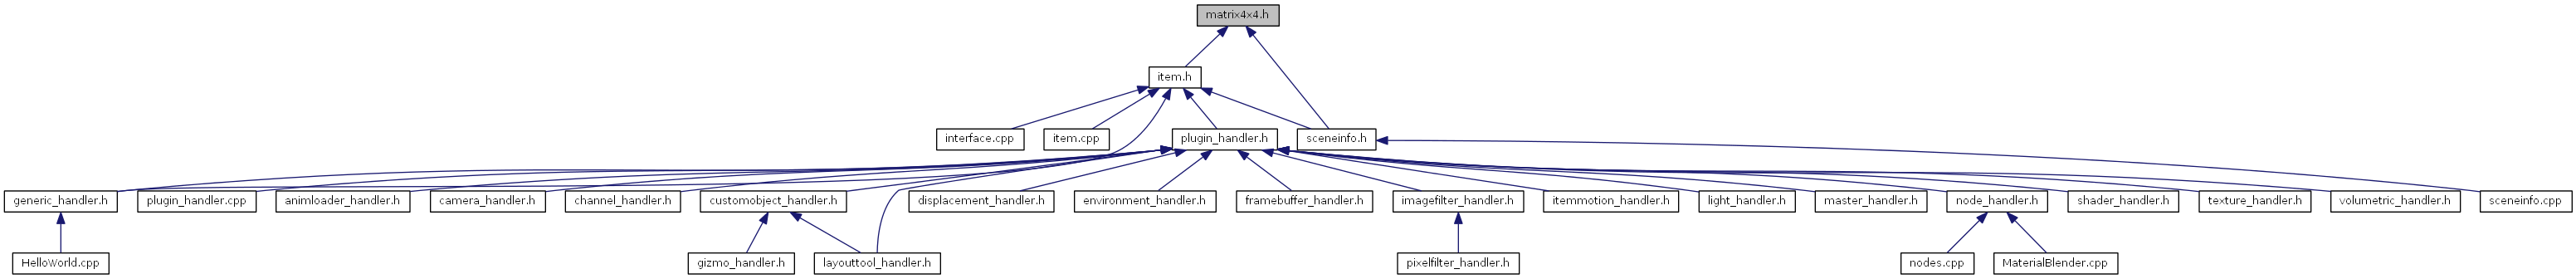 matrix4x4.h
item.h
interface.cpp
item.cpp
plugin_handler.h
sceneinfo.h
generic_handler.h
plugin_handler.cpp
animloader_handler.h
camera_handler.h
channel_handler.h
customobject_handler.h
displacement_handler.h
environment_handler.h
framebuffer_handler.h
imagefilter_handler.h
itemmotion_handler.h
light_handler.h
master_handler.h
node_handler.h
shader_handler.h
texture_handler.h
volumetric_handler.h
sceneinfo.cpp
HelloWorld.cpp
gizmo_handler.h
layouttool_handler.h
pixelfilter_handler.h
nodes.cpp
MaterialBlender.cpp